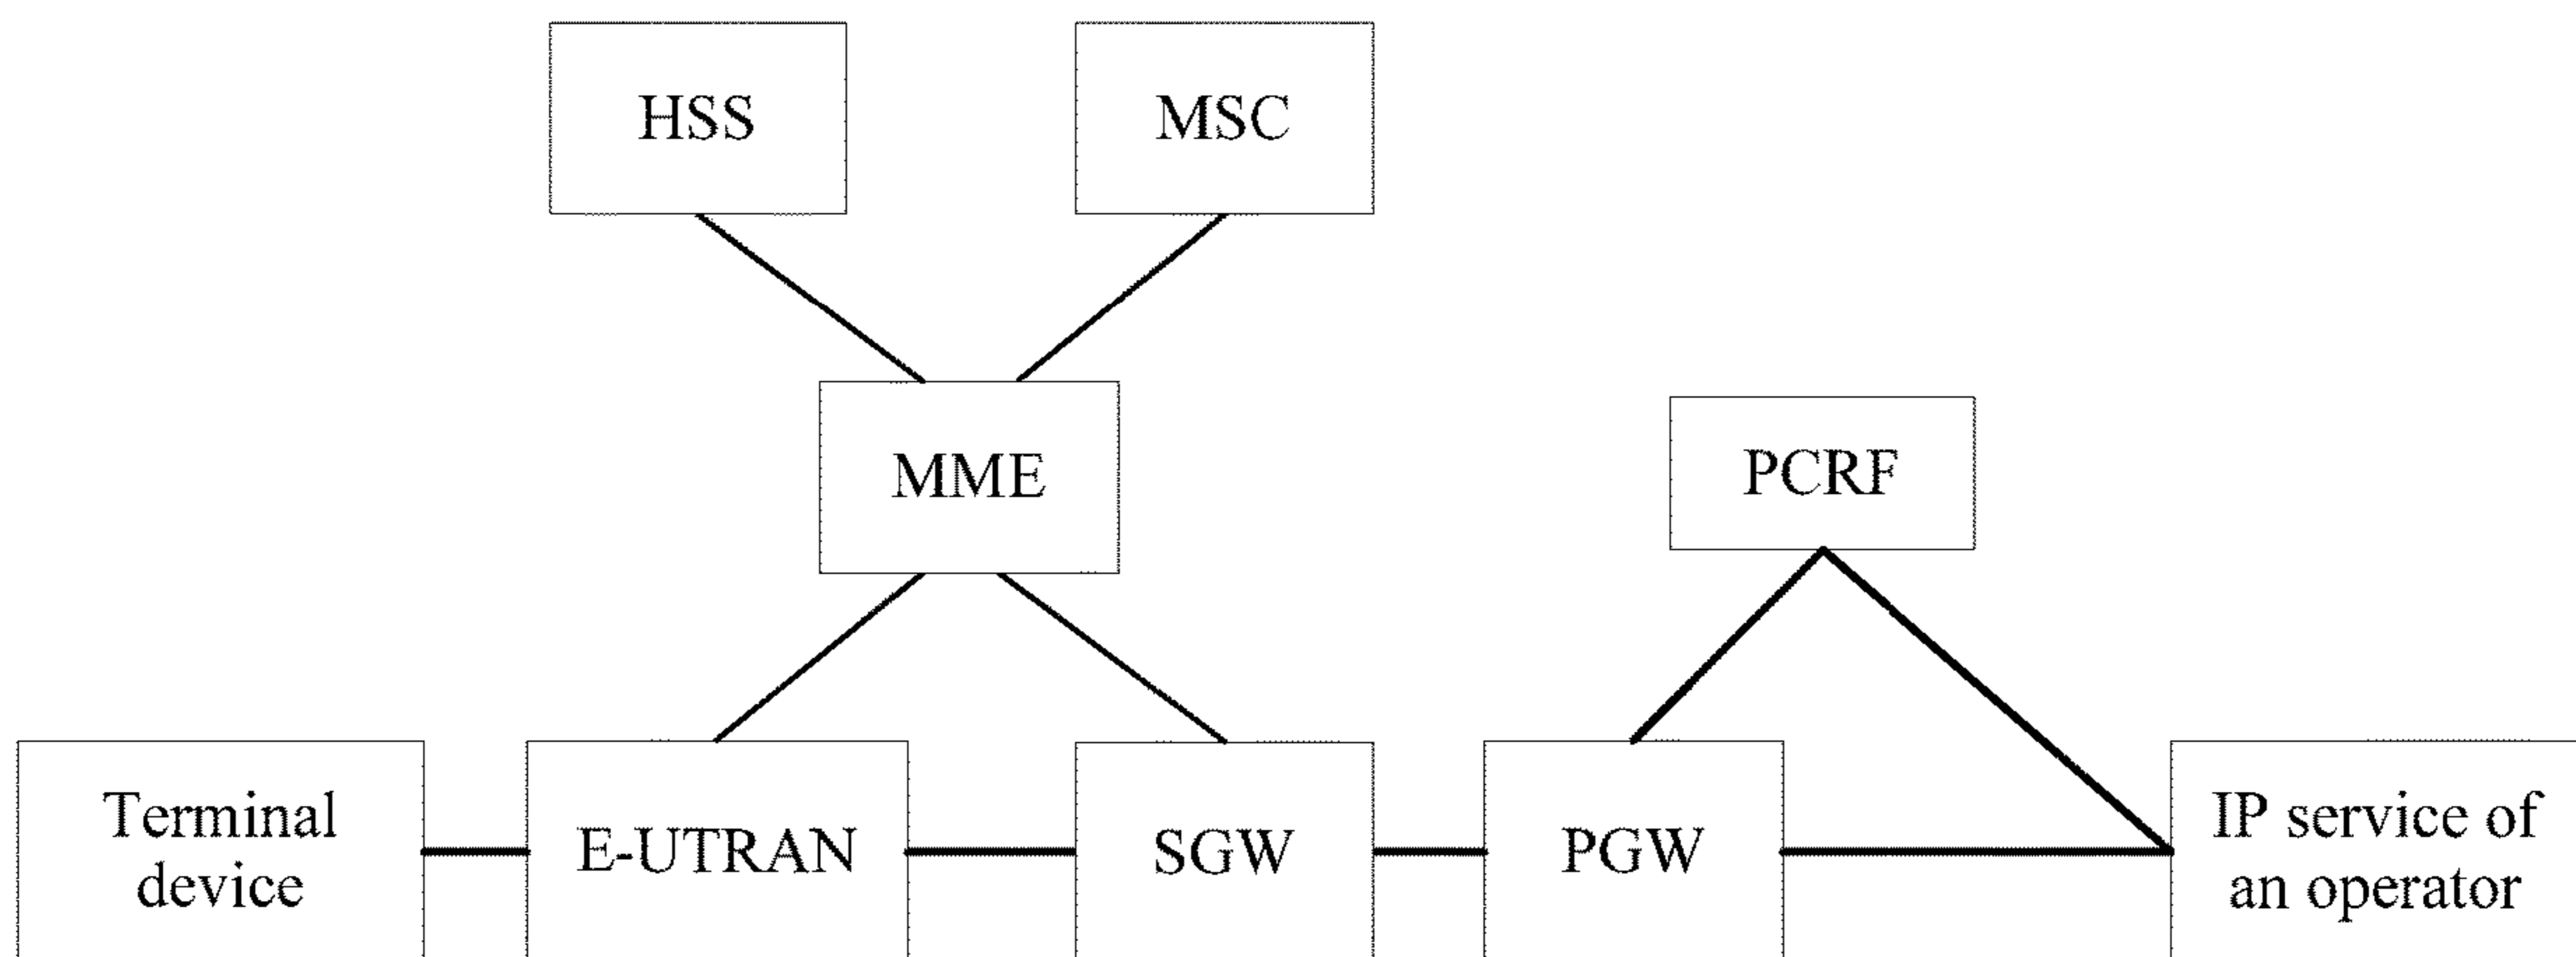 HSS
MSC
MME
PCRF
Terminal
device
E-UTRAN
SGW
PGW
IP service of
an operator